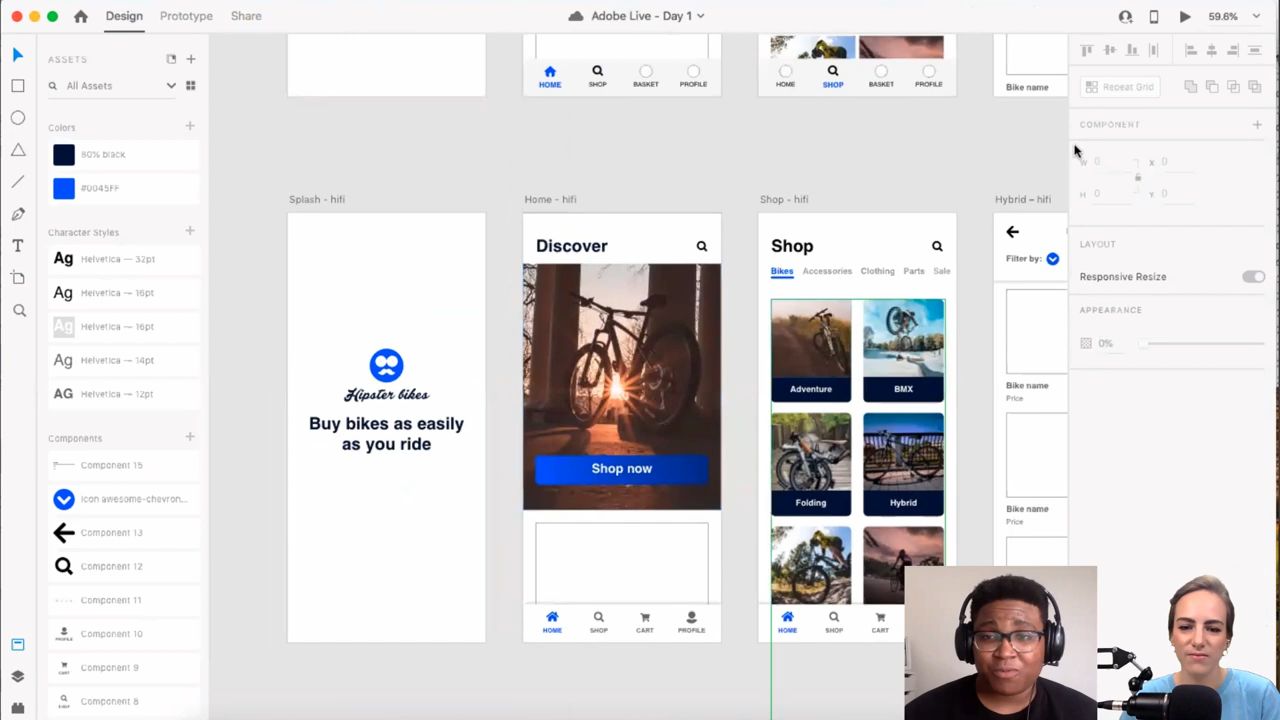 Design
Prototype
Share
Adobe Live - Day 1
59.6%
ASSETS
All Assets
Colors
80% black
#0045FF
Character Styles
Ag Helvetica — 32pt
Ag Helvetica — 16pt
Ag Helvetica — 16pt
Ag Helvetica — 14pt
AG Helvetica — 12pt
Components
Component 15
Icon awesome-chevron...
Component 13
Component 12
Component 11
PROFILE Component 10
CART Component 9
Component 8
HOME SHOP BASKET PROFILE
HOME SHOP BASKET PROFILE
Bike name
Splash - hifi
Hipster bikes
Buy bikes as easily
as you ride
Home - hifi
Discover
Shop now
HOME SHOP CART PROFILE
Shop - hifi
Shop
Bikes Accessories Clothing Parts Sale
Adventure BMX
Folding Hybrid
HOME SHOP CART
Hybrid – hifi
Filter by:
Bike name
Price
Bike name
Price
Repeat Grid
COMPONENT
W 0 X 0
H 0 Y 0
LAYOUT
Responsive Resize
APPEARANCE
0%